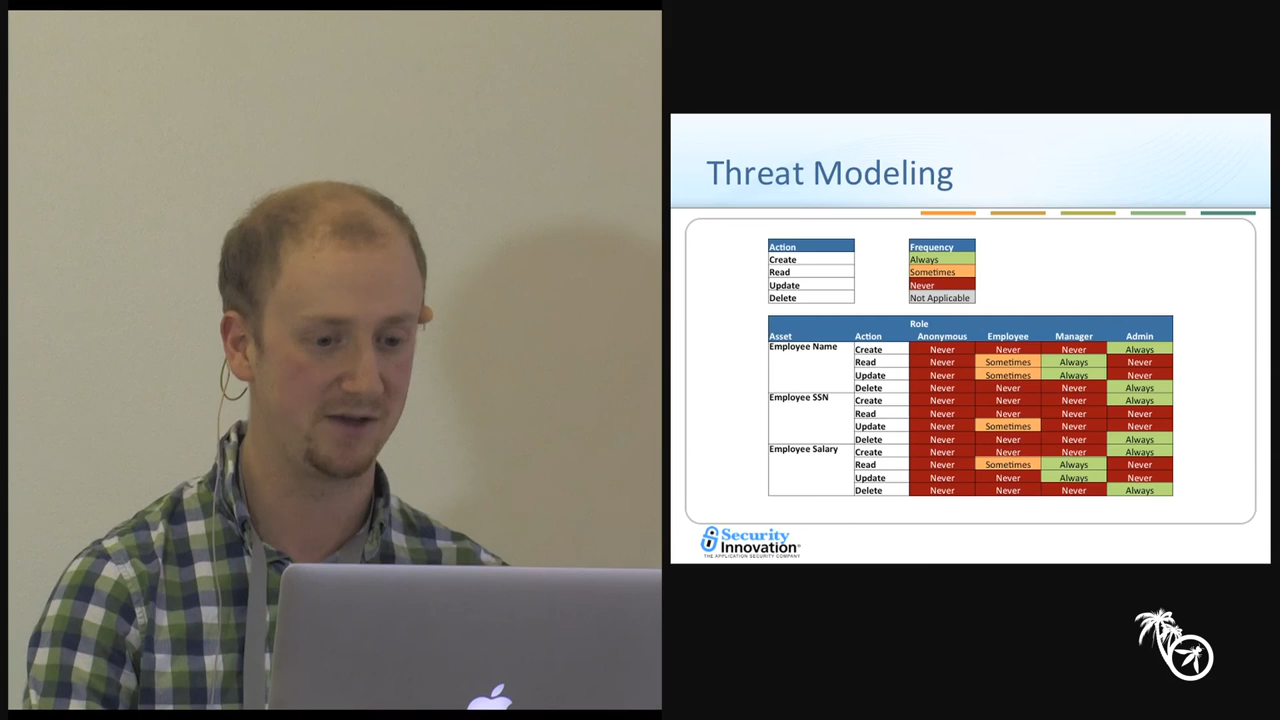 Threat Modeling
Action
Create
Read
Update
Delete
Frequency
Always
Sometimes
Never
Not Applicable
Role
Asset Action Anonymous Employee Manager Admin
Employee Name Create Never Never Never Always
Read Never Sometimes Always Never
Update Never Sometimes Always Never
Delete Never Never Never Always
Employee SSN Create Never Never Never Always
Read Never Never Never Never
Update Never Sometimes Never Never
Delete Never Never Never Always
Employee Salary Create Never Never Never Always
Read Never Sometimes Always Never
Update Never Never Always Never
Delete Never Never Never Always
Security
Innovation®
THE APPLICATION SECURITY COMPANY